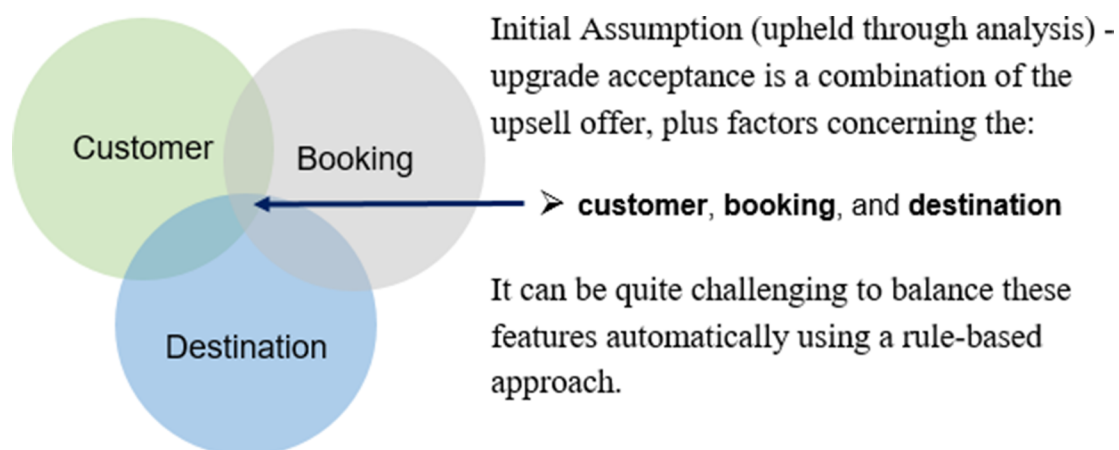 Customer
Booking
Destination
Initial Assumption (upheld through analysis) -
upgrade acceptance is a combination of the
upsell offer, plus factors concerning the:
➢ customer, booking, and destination
It can be quite challenging to balance these
features automatically using a rule-based
approach.